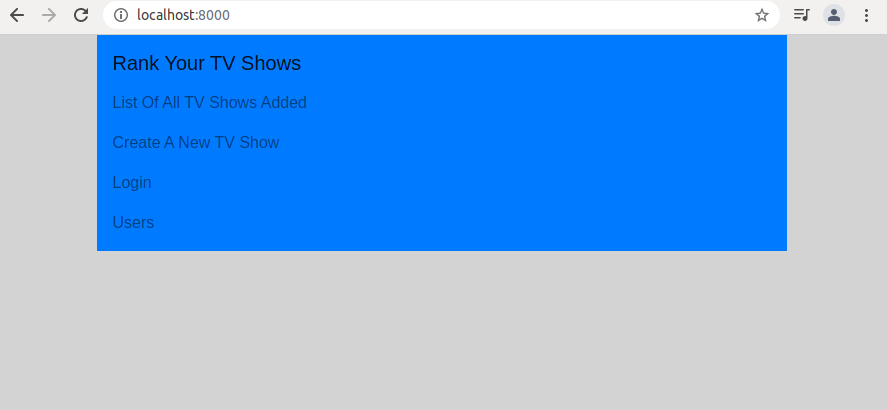 localhost:8000
Rank Your TV Shows
List Of All TV Shows Added
Create A New TV Show
Login
Users